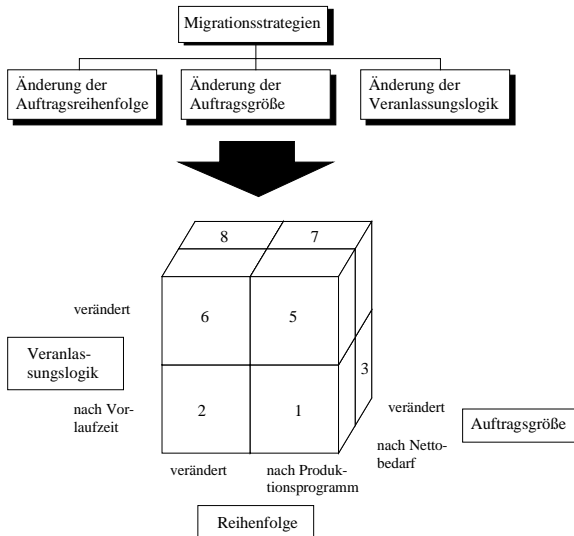 Migrationsstrategien
Änderung der
Auftragsreihenfolge
Änderung der
Auftragsgröße
Änderung der
Veranlassungslogik
8
7
verändert
6
5
Veranlas-
sungslogik
3
nach Vor-
laufzeit
2
1
verändert
Auftragsgröße
nach Netto-
bedarf
verändert
nach Produk-
tionsprogramm
Reihenfolge